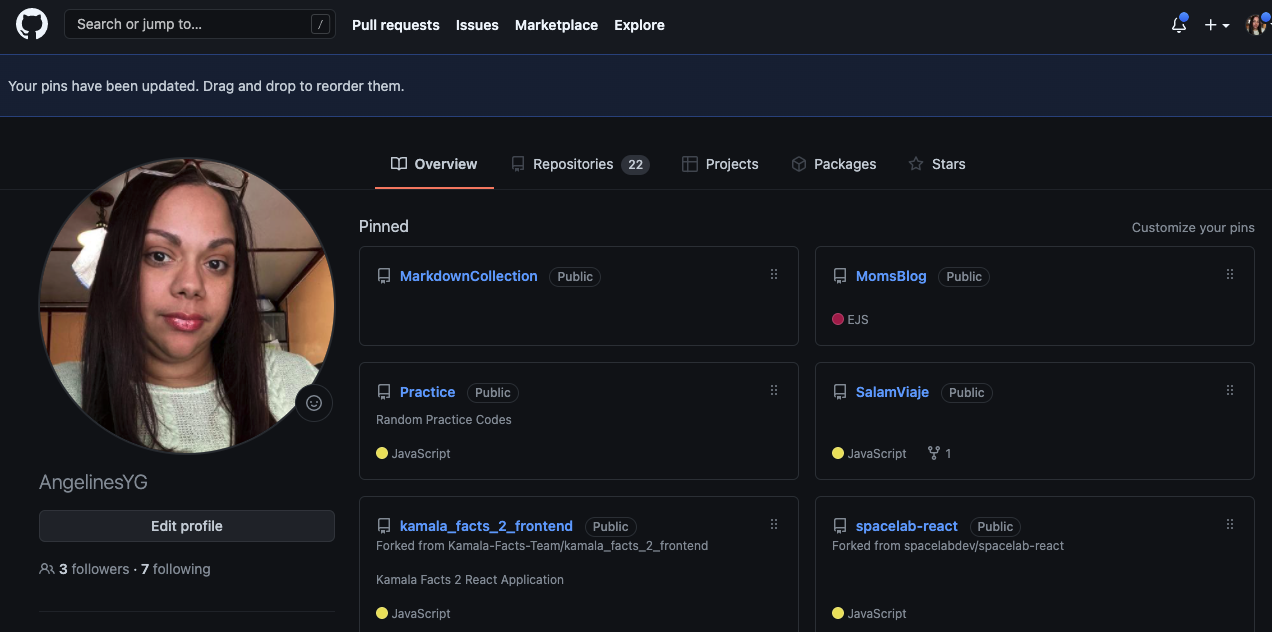 Search or jump to... /
Pull requests Issues Marketplace Explore
Your pins have been updated. Drag and drop to reorder them.
Overview Repositories 22 Projects Packages Stars
Pinned
Customize your pins
MarkdownCollection Public
MomsBlog Public
EJS
Practice Public
Random Practice Codes
JavaScript
SalamViaje Public
JavaScript 1
AngelinesYG
Edit profile
3 followers · 7 following
kamala_facts_2_frontend Public
Forked from Kamala-Facts-Team/kamala_facts_2_frontend
Kamala Facts 2 React Application
JavaScript
spacelab-react Public
Forked from spacelabdev/spacelab-react
JavaScript